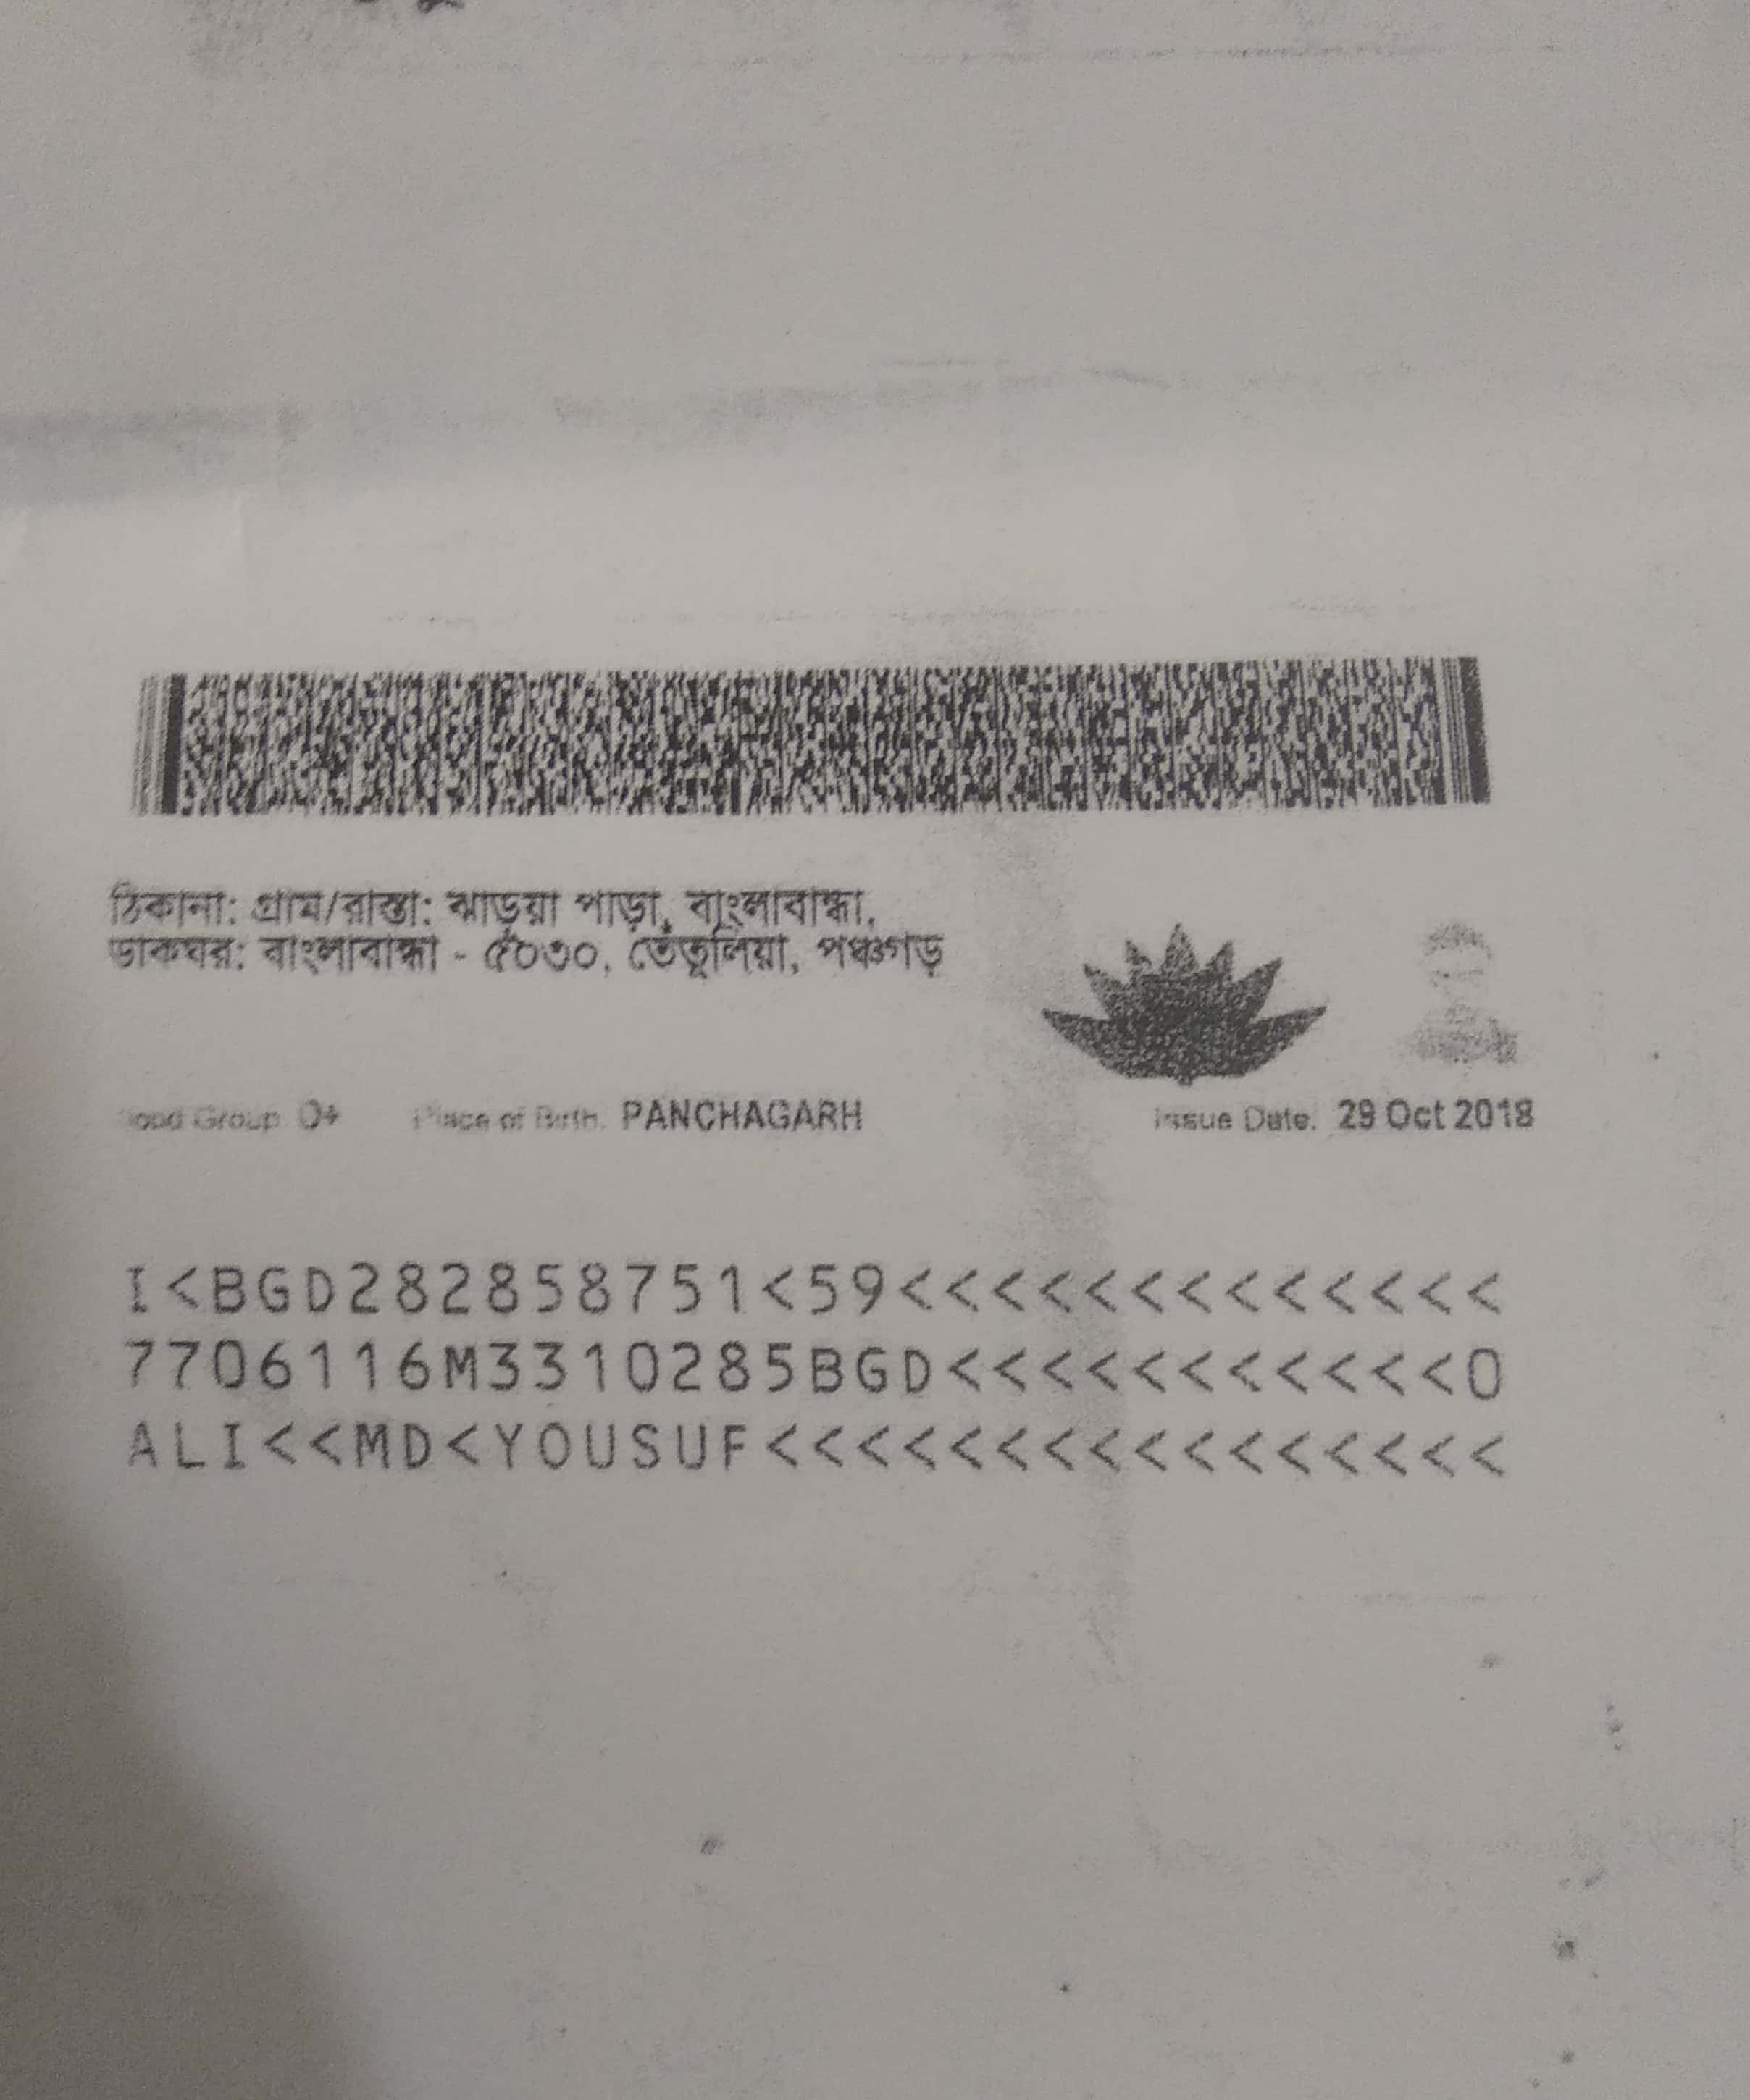 ঠিকানা: গ্রাম/রাস্তা: ঝাড়ুয়া পাড়া, বাংলাবান্ধা,
ডাকঘর: বাংলাবান্ধা - ৫০৩০, তেঁতুলিয়া, পঞ্চগড়
Blood Group: O+ Place of Birth: PANCHAGARH Issue Date: 29 Oct 2018
I<BGD282858751<59<<<<<<<<<<<<<
7706116M3310285BGD<<<<<<<<<<<0
ALI<<MD<YOUSUF<<<<<<<<<<<<<<<<